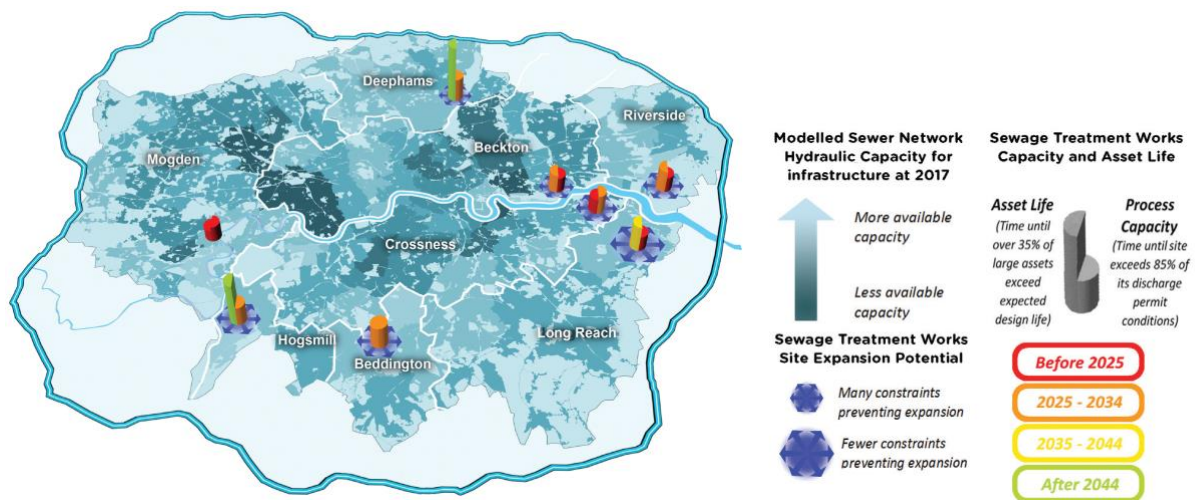 Deephams
Riverside
Mogden
Beckton
Crossness
Hogsmill
Beddington
Long Reach
Modelled Sewer Network
Hydraulic Capacity for
infrastructure at 2017
More available
capacity
Less available
capacity
Sewage Treatment Works
Site Expansion Potential
Many constraints
preventing expansion
Fewer constraints
preventing expansion
Sewage Treatment Works
Capacity and Asset Life
Asset Life
(Time until
over 35% of
large assets
exceed
expected
design life)
Process
Capacity
(Time until site
exceeds 85% of
its discharge
permit
conditions)
Before 2025
2025 - 2034
2035 - 2044
After 2044